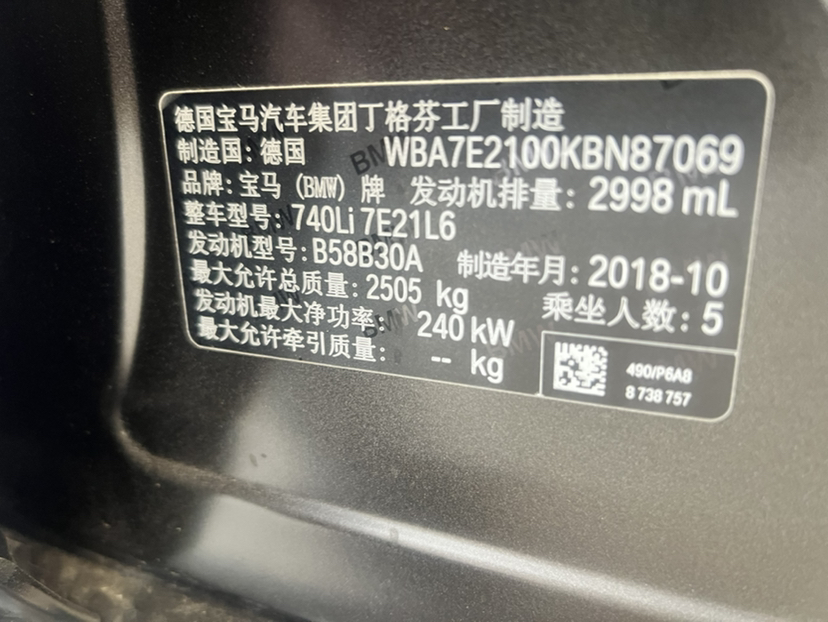 德国宝马汽车集团丁格芬工厂制造
制造国：德国 WBA7E2100KBN87069
品牌：宝马（BMW）牌 发动机排量：2998 mL
整车型号：740Li 7E21L6
发动机型号：B58B30A 制造年月：2018-10
最大允许总质量：2505 kg 乘坐人数：5
发动机最大净功率： 240 kW
最大允许牵引质量： -- kg
490/P6A8
8 738 757